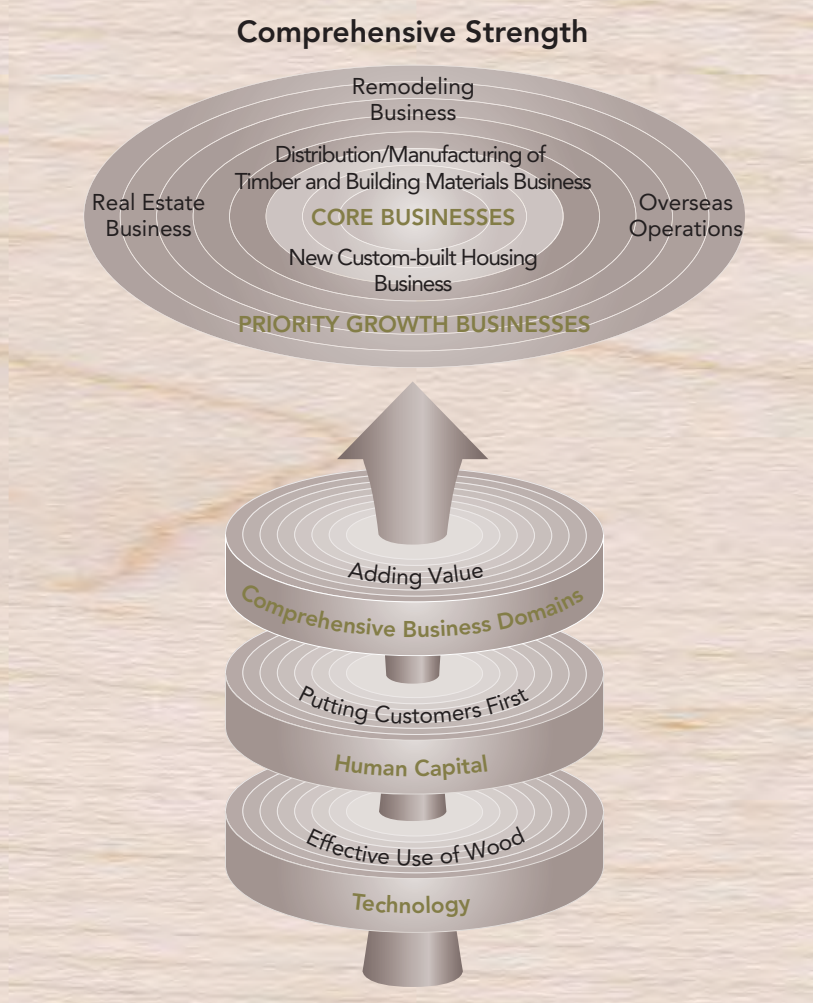 Comprehensive Strength
Remodeling
Business
Distribution/Manufacturing of
Timber and Building Materials Business
Real Estate
Business
CORE BUSINESSES
Overseas
Operations
New Custom-built Housing
Business
PRIORITY GROWTH BUSINESSES
Adding Value
Comprehensive Business Domains
Putting Customers First
Human Capital
Effective Use of Wood
Technology